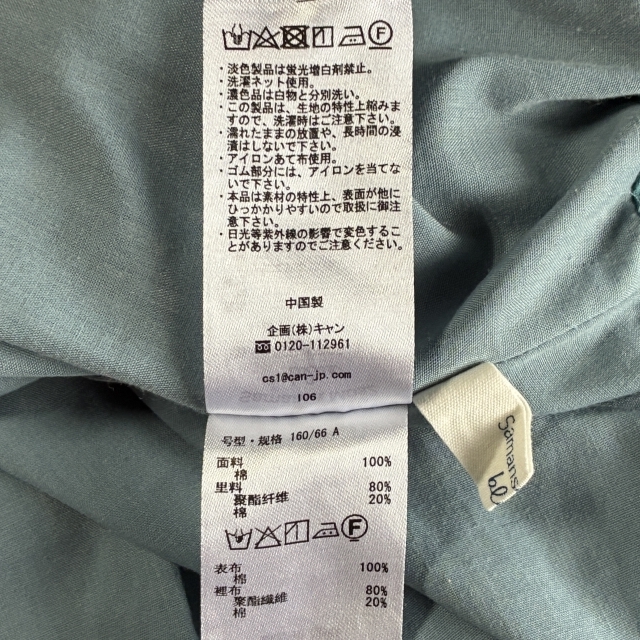 ・淡色製品は蛍光増白剤禁止。
・洗濯ネット使用。
・濃色品は白物と分別洗い。
・この製品は、生地の特性上縮みま
すので、洗濯時はご注意下さい。
・濡れたままの放置や、長時間の浸
漬はしないで下さい。
・アイロンあて布使用。
・ゴム部分には、アイロンを当てな
いで下さい。
・本品は素材の特性上、表面が他に
ひっかかりやすいので取扱に御注
意下さい。
・日光等紫外線の影響で変色するこ
とがありますのでご注意ください。
中国製
企画(株)キャン
☎0120-112961
cs1@can-jp.com
106
号型・规格 160/66 A
面料 100%
棉
里料 80%
聚酯纤维 20%
棉
表布 100%
棉
裡布 80%
聚酯纖維 20%
棉
Samans
bl